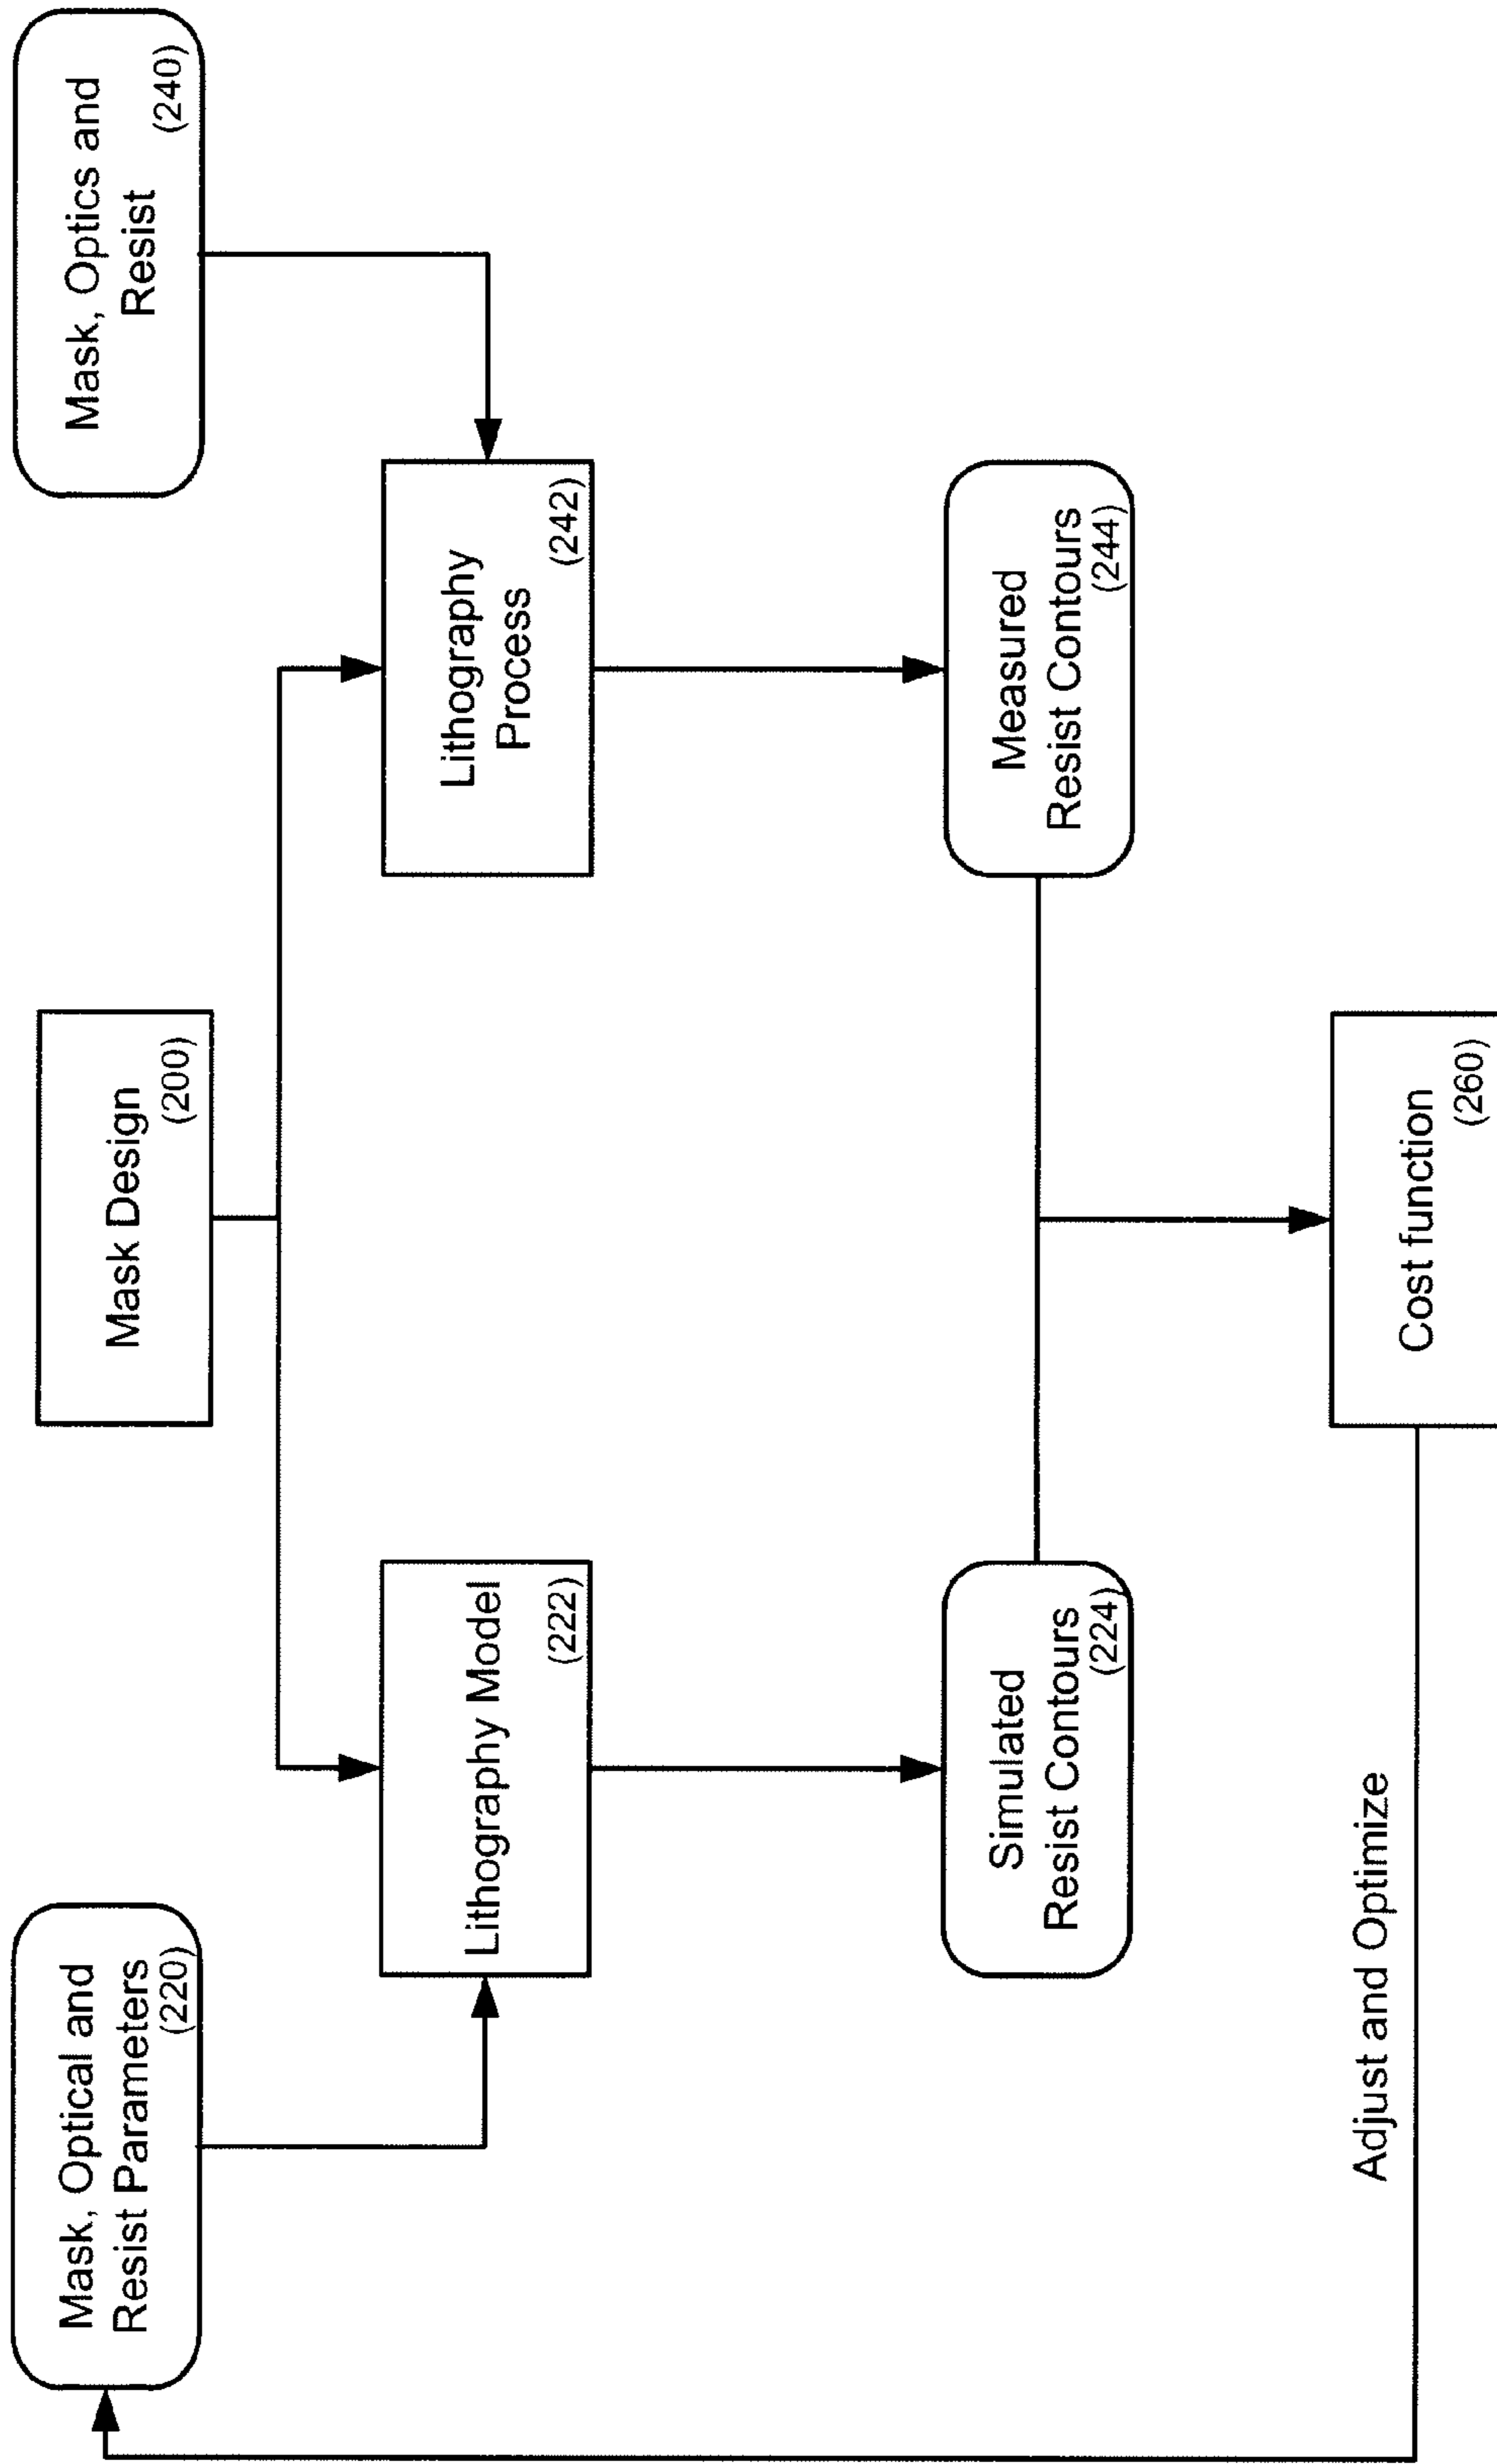 Mask, Optical and
Resist Parameters
(220)
Mask Design
(200)
Mask, Optics and
Resist
(240)
Lithography Model
(222)
Lithography
Process
(242)
Simulated
Resist Contours
(224)
Measured
Resist Contours
(244)
Adjust and Optimize
Cost function
(260)